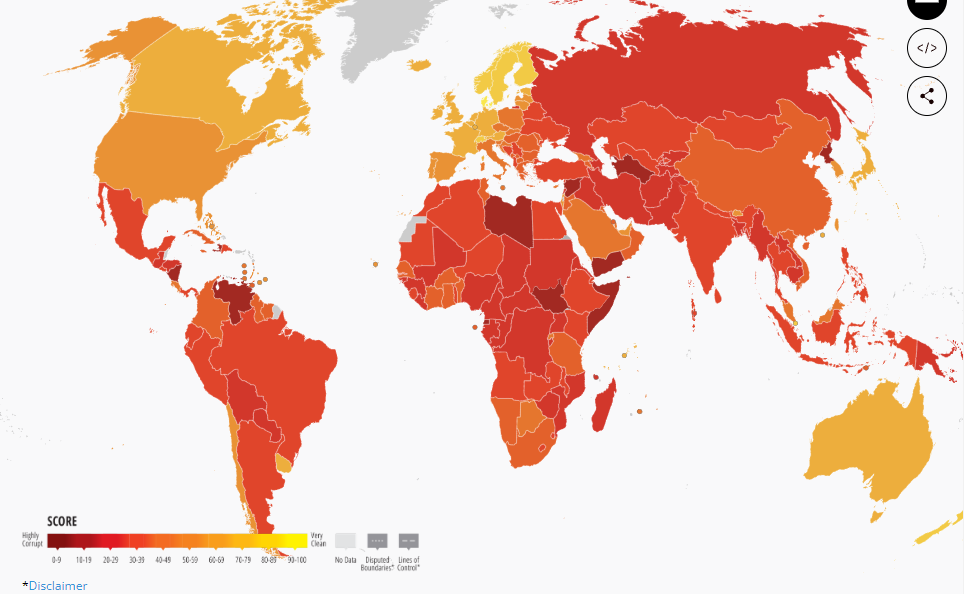 </>
SCORE
Highly Corrupt
Very Clean
0-9 10-19 20-29 30-39 40-49 50-59 60-69 70-79 80-89 90-100
No Data
Disputed Boundaries*
Lines of Control*
*Disclaimer